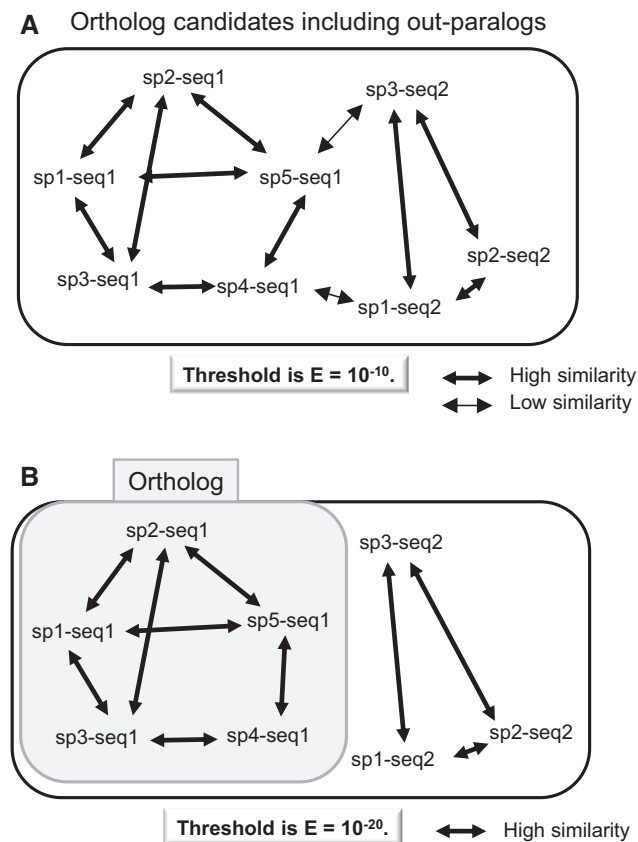 A Ortholog candidates including out-paralogs
sp2-seq1
sp3-seq2
sp1-seq1
sp5-seq1
sp2-seq2
sp3-seq1
sp4-seq1
sp1-seq2
Threshold is E = 10⁻¹⁰.
High similarity
Low similarity
B
Ortholog
sp2-seq1
sp3-seq2
sp1-seq1
sp5-seq1
sp3-seq1
sp4-seq1
sp2-seq2
sp1-seq2
Threshold is E = 10⁻²⁰.
High similarity